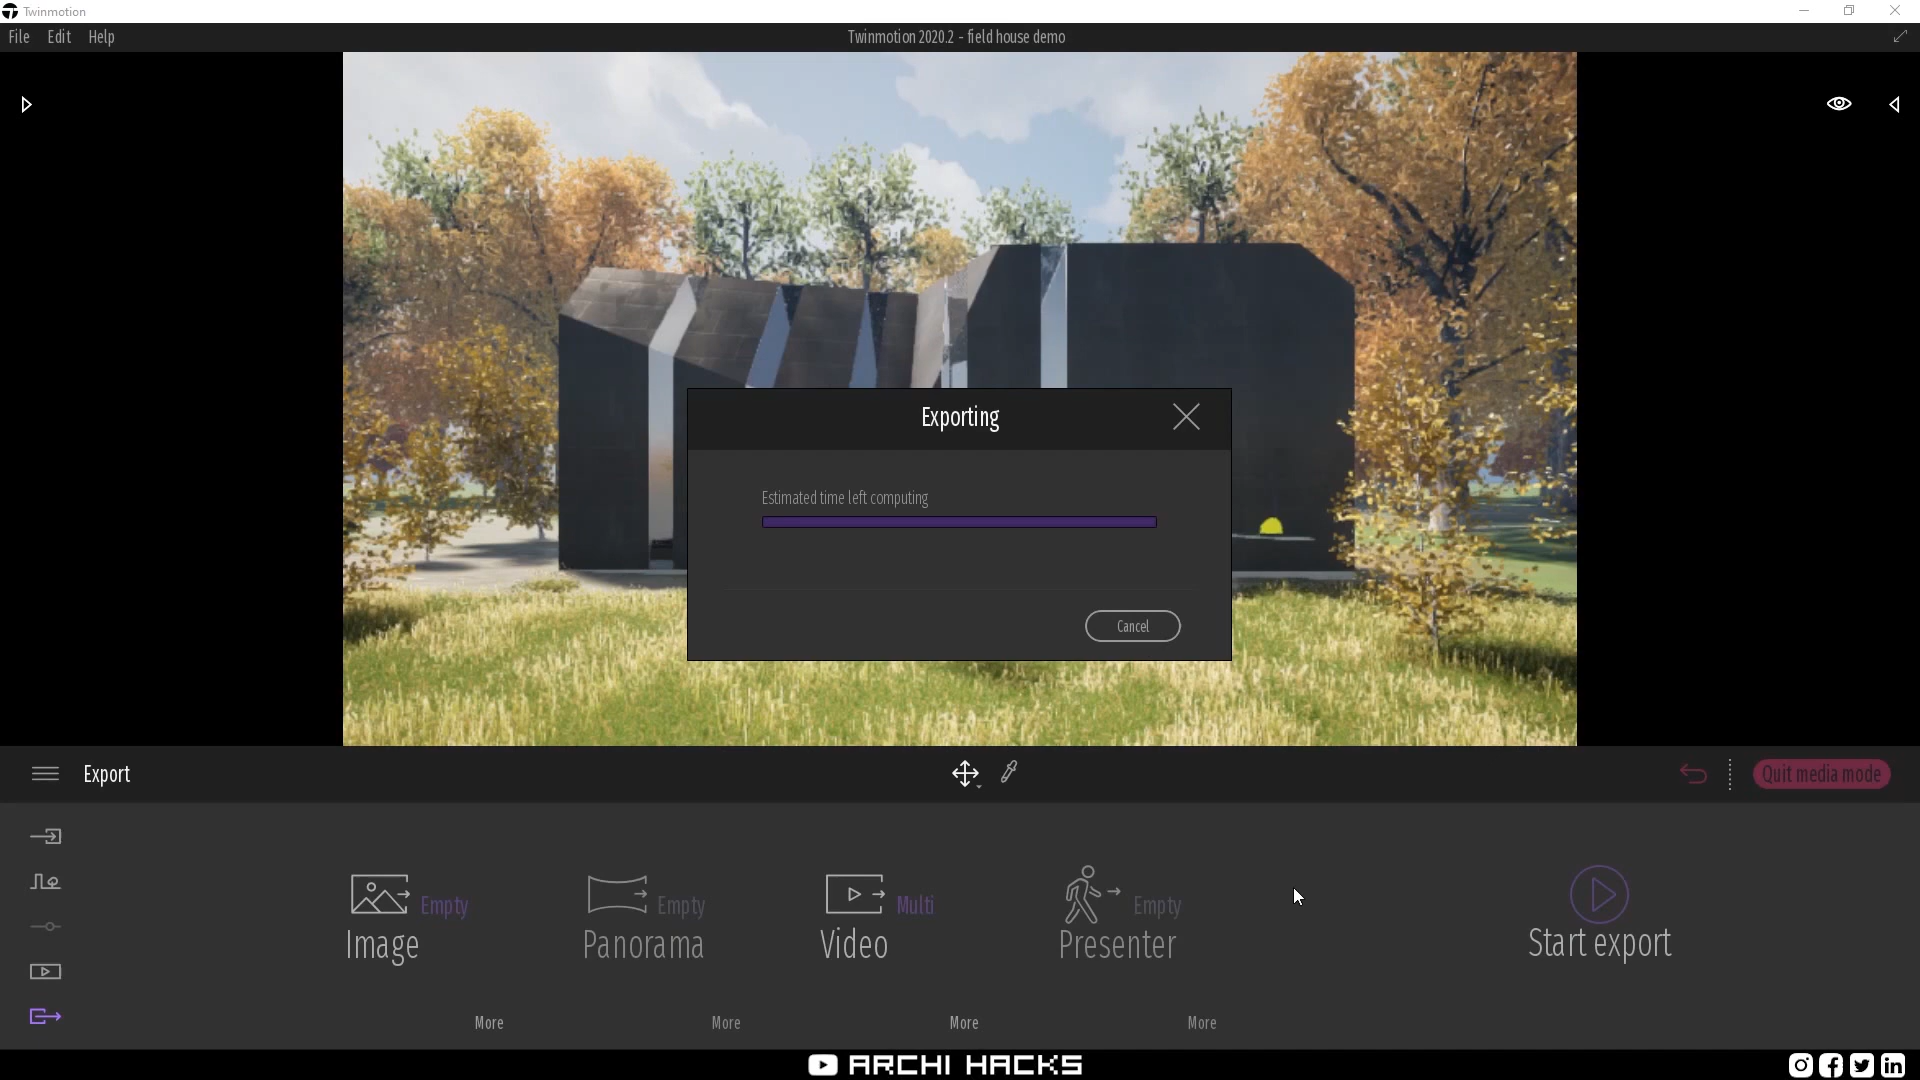 Twinmotion
File Edit Help
Twinmotion 2020.2 - field house demo
Exporting
Estimated time left computing
Cancel
Export
Quit media mode
Empty
Image
Empty
Panorama
Multi
Video
Empty
Presenter
Start export
More
More
More
More
ARCHI HACKS